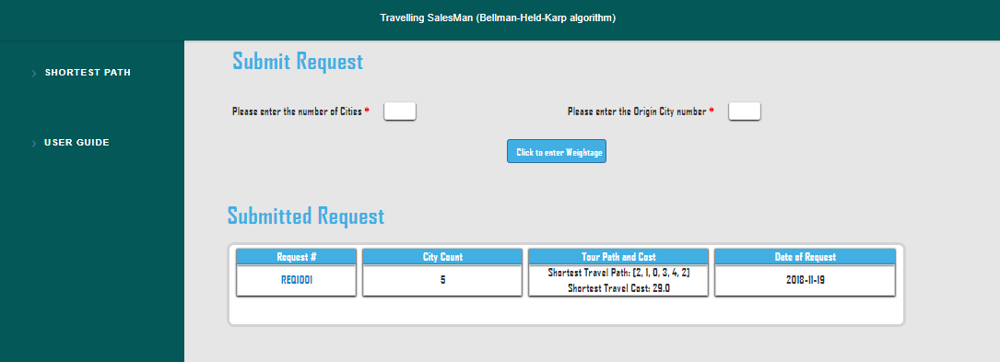 Travelling SalesMan (Bellman-Held-Karp algorithm)
SHORTEST PATH
USER GUIDE
Submit Request
Please enter the number of Cities *
Please enter the Origin City number *
Click to enter Weightage
Submitted Request
Request # City Count Tour Path and Cost Date of Request
REQ1001 5 Shortest Travel Path: [2, 1, 0, 3, 4, 2] 2018-11-19
Shortest Travel Cost: 29.0